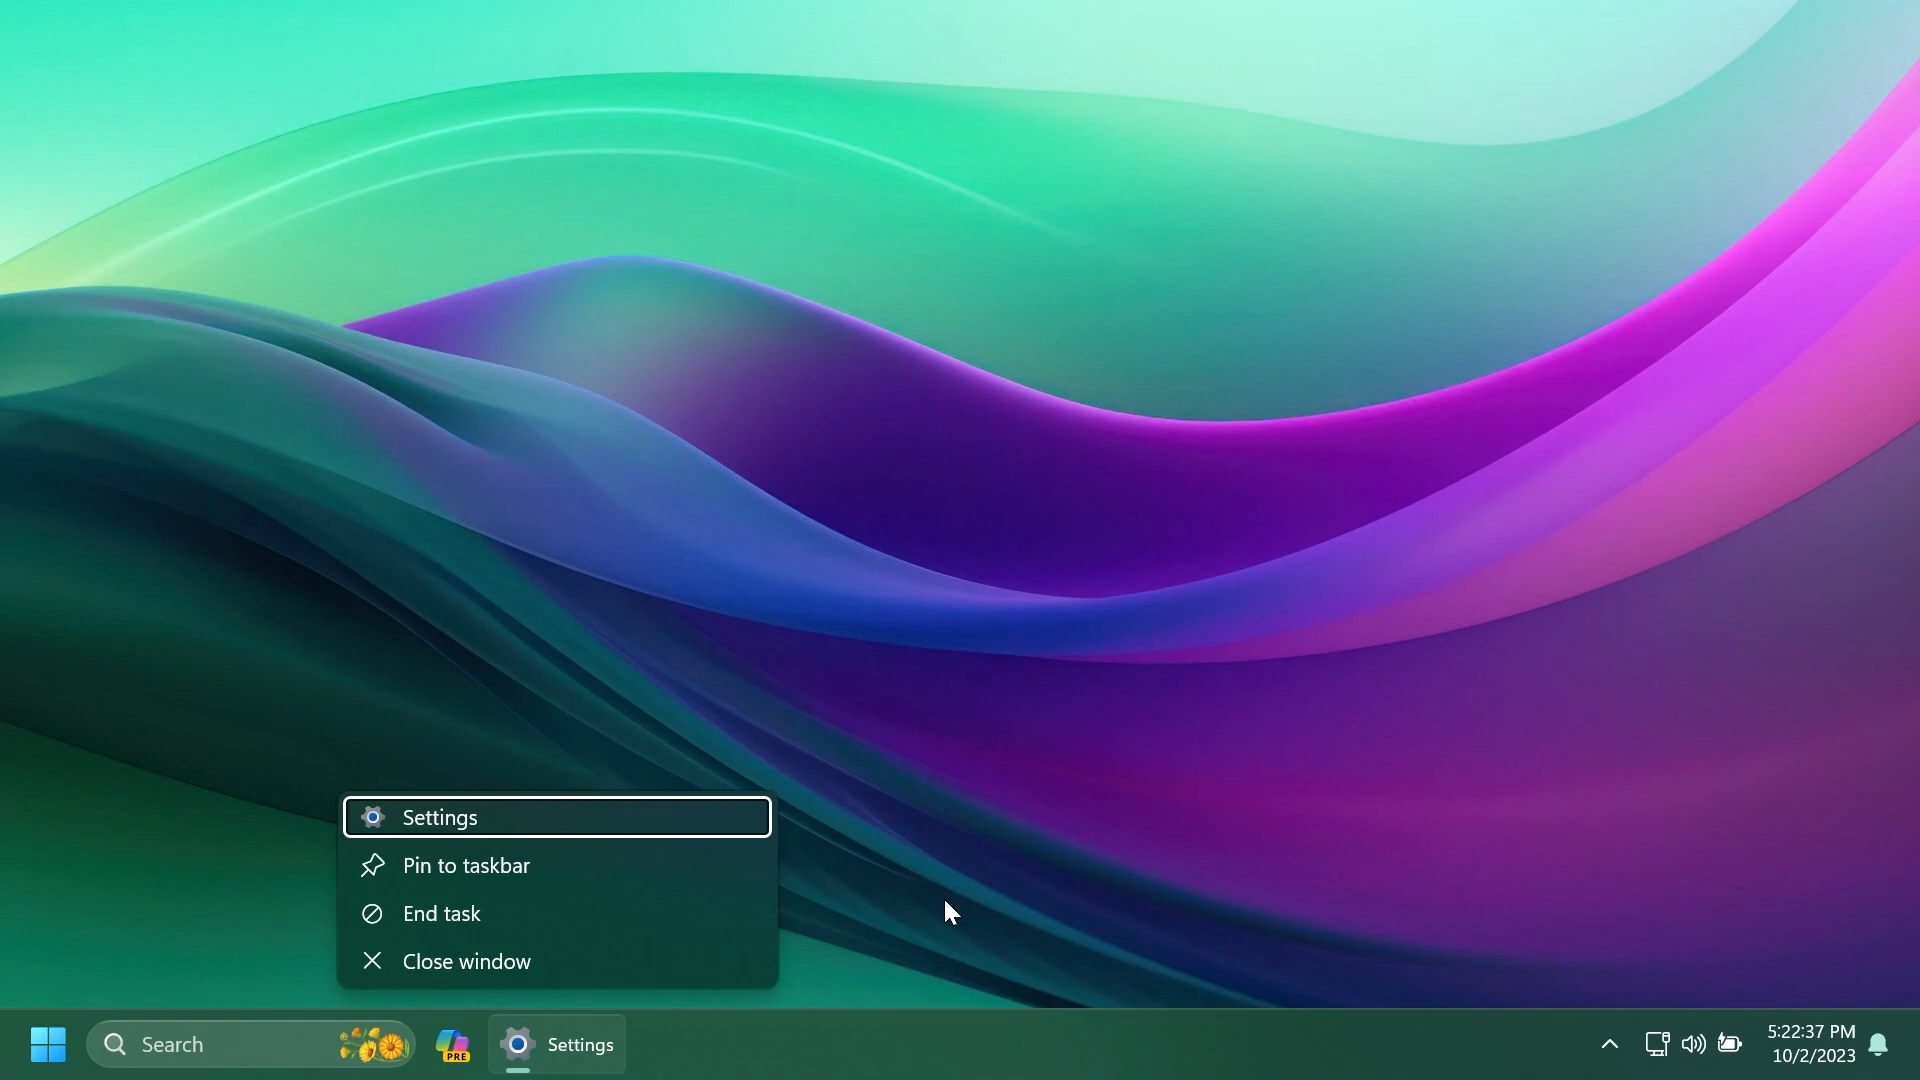 Settings
Pin to taskbar
End task
Close window
Search
PRE
Settings
5:22:37 PM
10/2/2023